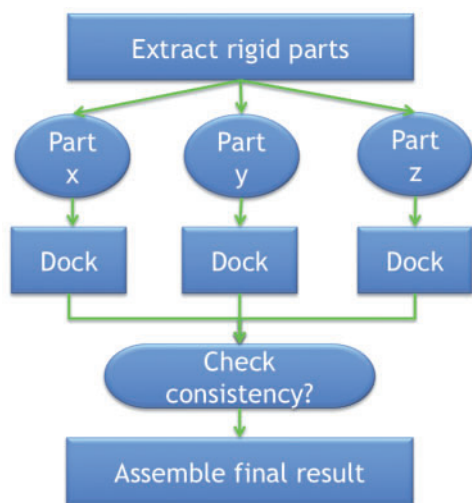 Extract rigid parts
Part
x
Part
y
Part
z
Dock
Dock
Dock
Check
consistency?
Assemble final result